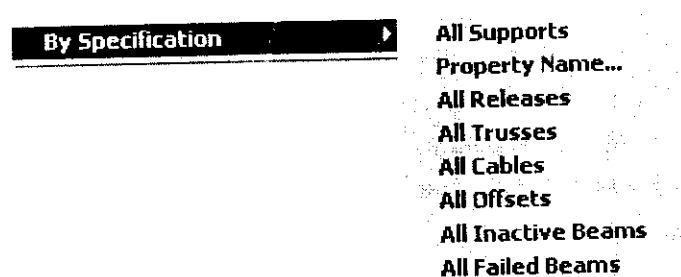 By Specification
All Supports
Property Name...
All Releases
All Trusses
All Cables
All Offsets
All Inactive Beams
All Failed Beams